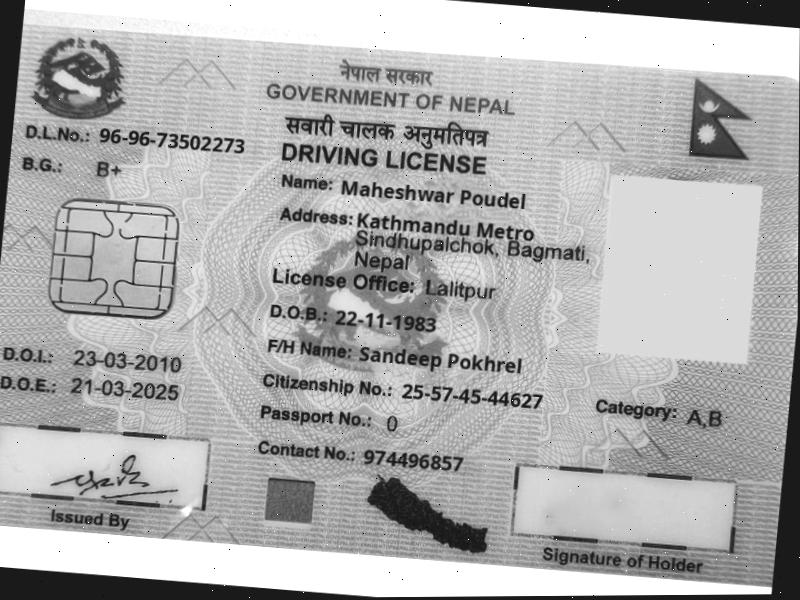 नेपाल सरकार
GOVERNMENT OF NEPAL
सवारी चालक अनुमतिपत्र
DRIVING LICENSE
D.L.No.: 96-96-73502273
B.G.: B+
Name: Maheshwar Poudel
Address: Kathmandu Metro
Sindhupalchok, Bagmati,
Nepal
License Office: Lalitpur
D.O.B.: 22-11-1983
F/H Name: Sandeep Pokhrel
D.O.I.: 23-03-2010
D.O.E.: 21-03-2025
Citizenship No.: 25-57-45-44627
Category: A,B
Passport No.: 0
Contact No.: 974496857
Issued By
Signature of Holder